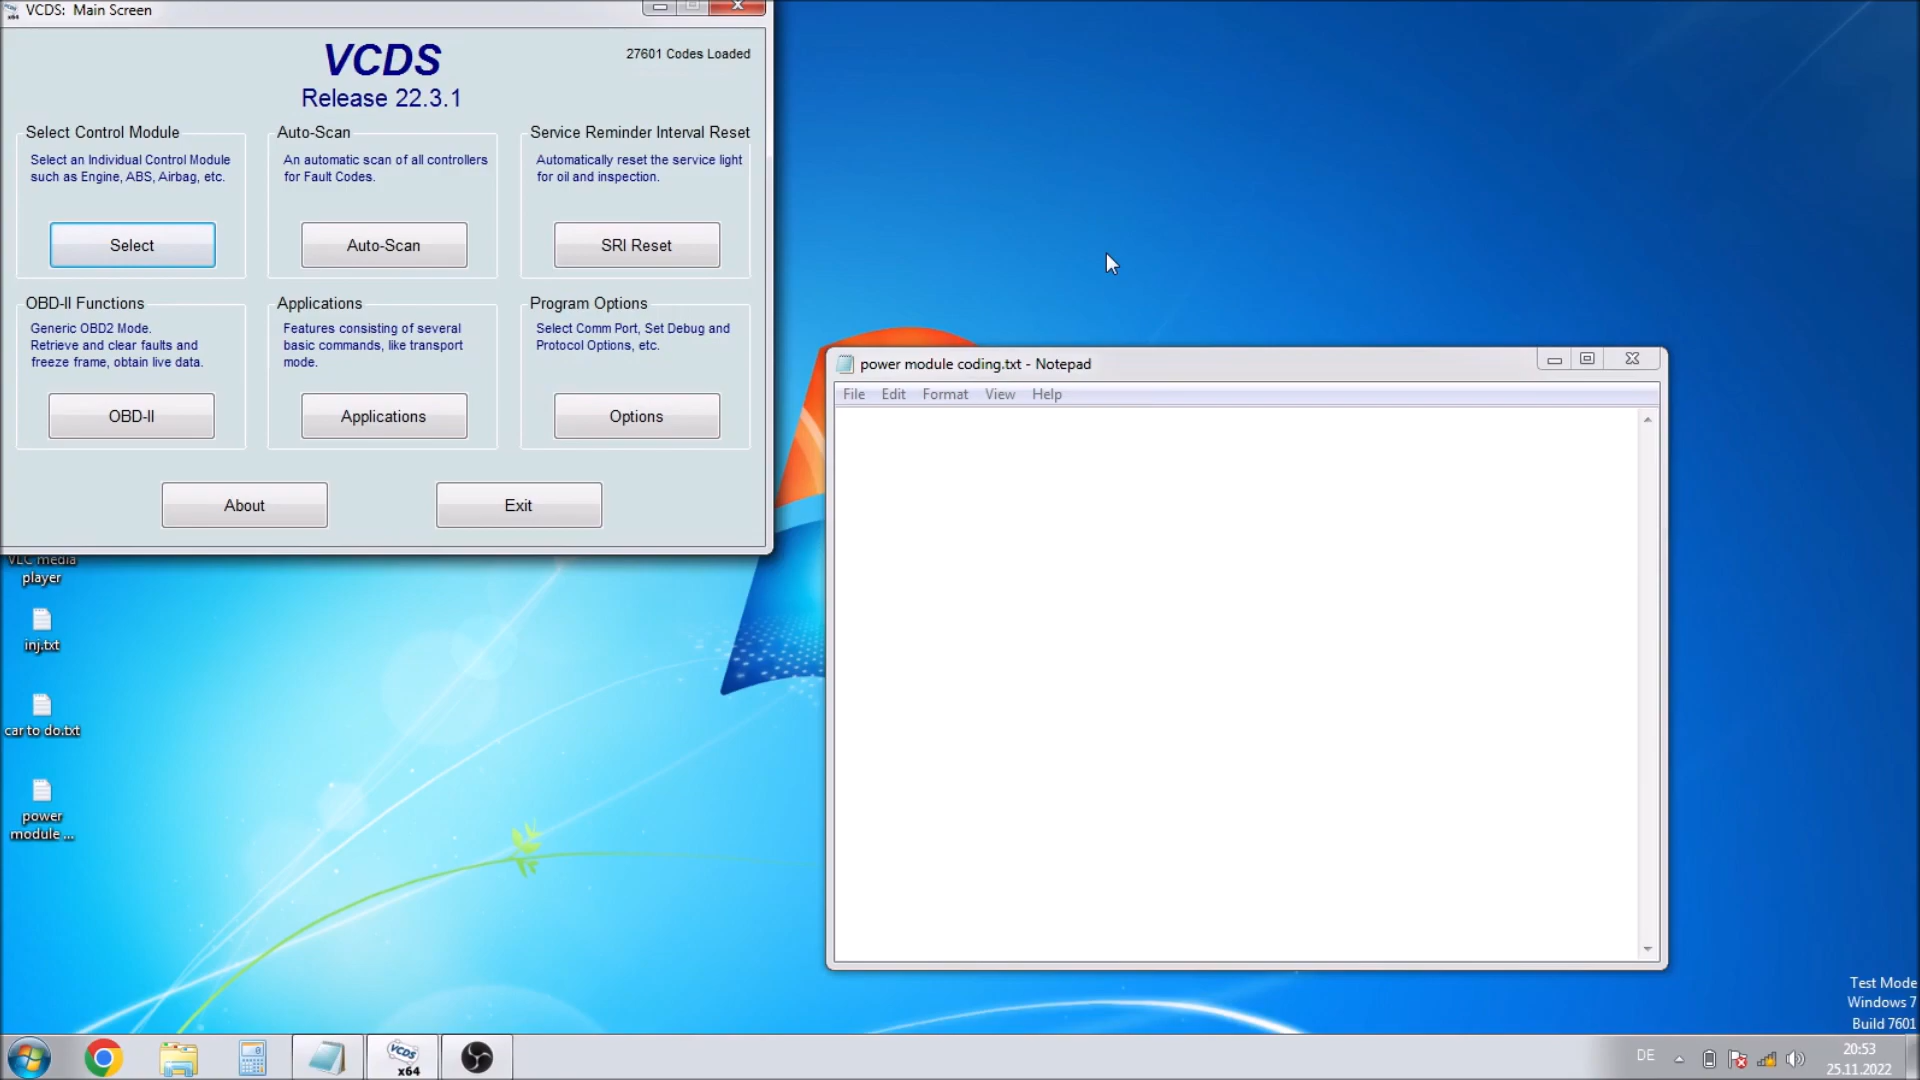 VCDS: Main Screen
VCDS
27601 Codes Loaded
Release 22.3.1
Select Control Module
Select an Individual Control Module
such as Engine, ABS, Airbag, etc.
Select
Auto-Scan
An automatic scan of all controllers
for Fault Codes.
Auto-Scan
Service Reminder Interval Reset
Automatically reset the service light
for oil and inspection.
SRI Reset
OBD-II Functions
Generic OBD2 Mode.
Retrieve and clear faults and
freeze frame, obtain live data.
OBD-II
Applications
Features consisting of several
basic commands, like transport
mode.
Applications
Program Options
Select Comm Port, Set Debug and
Protocol Options, etc.
Options
About
Exit
power module coding.txt - Notepad
File Edit Format View Help
VLC media
player
inj.txt
car to do.txt
power
module ...
Test Mode
Windows 7
Build 7601
VCDS
x64
DE
20:53
25.11.2022